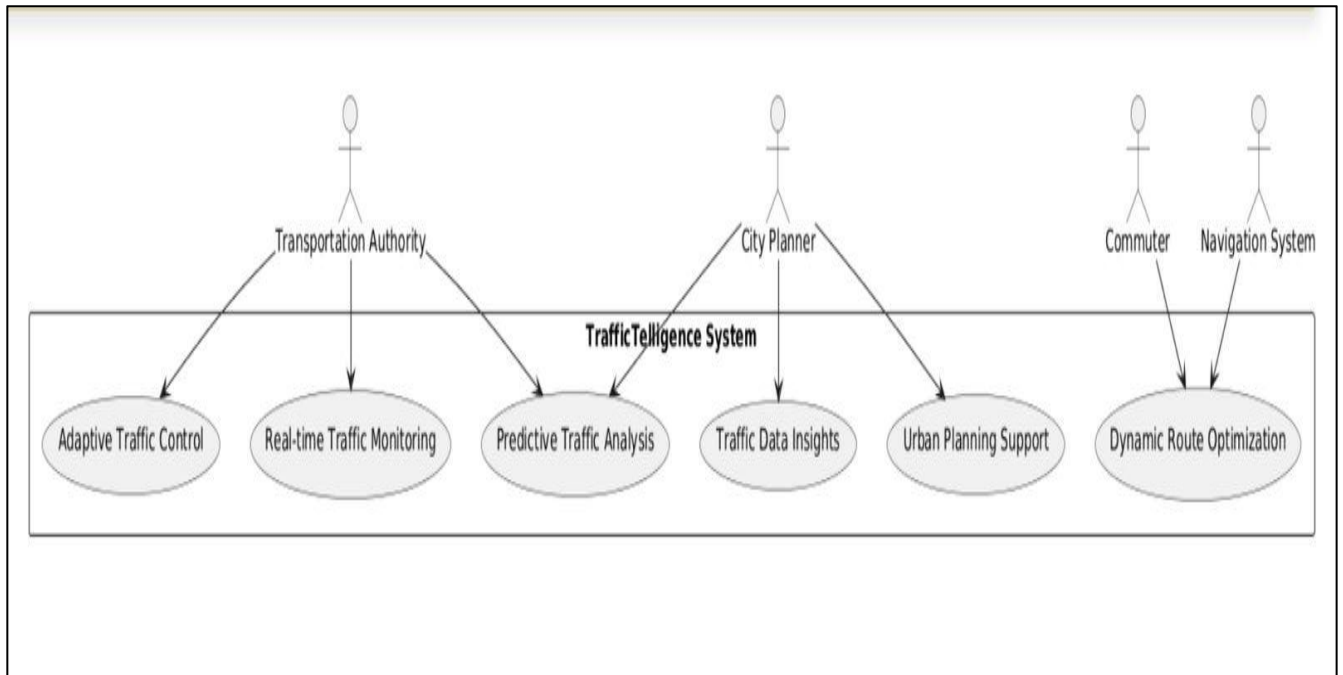 Transportation Authority
City Planner
Commuter
Navigation System
TrafficTelligence System
Adaptive Traffic Control
Real-time Traffic Monitoring
Predictive Traffic Analysis
Traffic Data Insights
Urban Planning Support
Dynamic Route Optimization